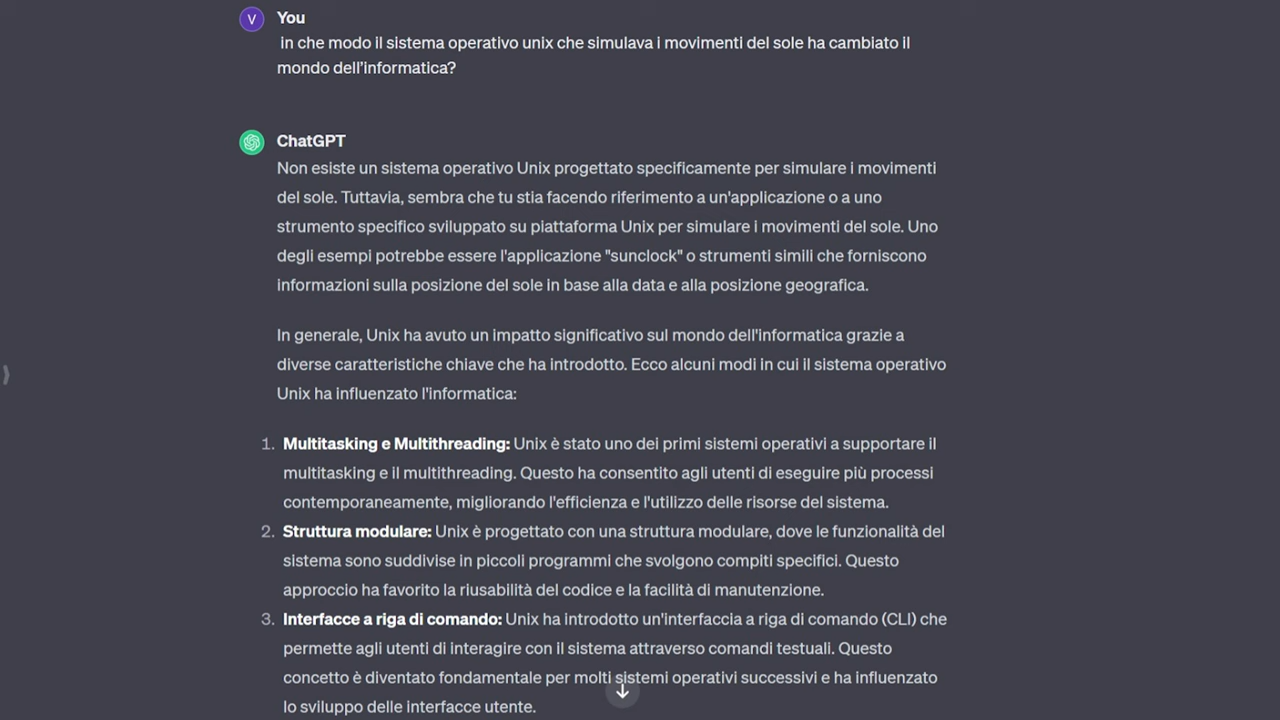 V
You
in che modo il sistema operativo unix che simulava i movimenti del sole ha cambiato il
mondo dell'informatica?
ChatGPT
Non esiste un sistema operativo Unix progettato specificamente per simulare i movimenti
del sole. Tuttavia, sembra che tu stia facendo riferimento a un'applicazione o a uno
strumento specifico sviluppato su piattaforma Unix per simulare i movimenti del sole. Uno
degli esempi potrebbe essere l'applicazione "sunclock" o strumenti simili che forniscono
informazioni sulla posizione del sole in base alla data e alla posizione geografica.
In generale, Unix ha avuto un impatto significativo sul mondo dell'informatica grazie a
diverse caratteristiche chiave che ha introdotto. Ecco alcuni modi in cui il sistema operativo
Unix ha influenzato l'informatica:
1. Multitasking e Multithreading: Unix è stato uno dei primi sistemi operativi a supportare il
multitasking e il multithreading. Questo ha consentito agli utenti di eseguire più processi
contemporaneamente, migliorando l'efficienza e l'utilizzo delle risorse del sistema.
2. Struttura modulare: Unix è progettato con una struttura modulare, dove le funzionalità del
sistema sono suddivise in piccoli programmi che svolgono compiti specifici. Questo
approccio ha favorito la riusabilità del codice e la facilità di manutenzione.
3. Interfacce a riga di comando: Unix ha introdotto un'interfaccia a riga di comando (CLI) che
permette agli utenti di interagire con il sistema attraverso comandi testuali. Questo
concetto è diventato fondamentale per molti sistemi operativi successivi e ha influenzato
lo sviluppo delle interfacce utente.